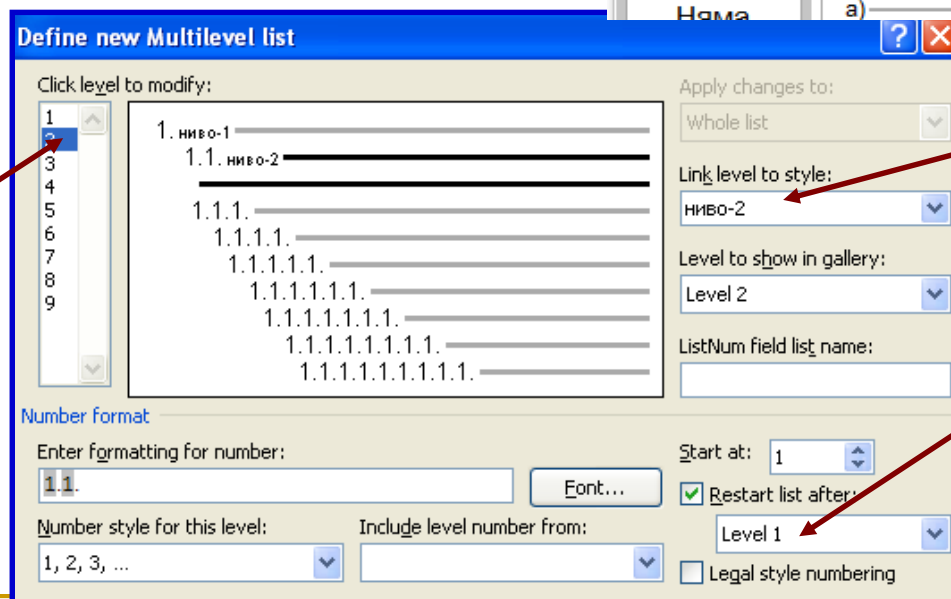 Няма
а)
Define new Multilevel list
Click level to modify:
1
2
3
4
5
6
7
8
9
1. ниво-1
1.1. ниво-2
1.1.1.
1.1.1.1.
1.1.1.1.1.
1.1.1.1.1.1.
1.1.1.1.1.1.1.
1.1.1.1.1.1.1.1.
1.1.1.1.1.1.1.1.1.
Apply changes to:
Whole list
Link level to style:
ниво-2
Level to show in gallery:
Level 2
ListNum field list name:
Number format
Enter formatting for number:
1.1.
Font...
Number style for this level:
1, 2, 3, ...
Include level number from:
Start at: 1
Restart list after:
Level 1
Legal style numbering